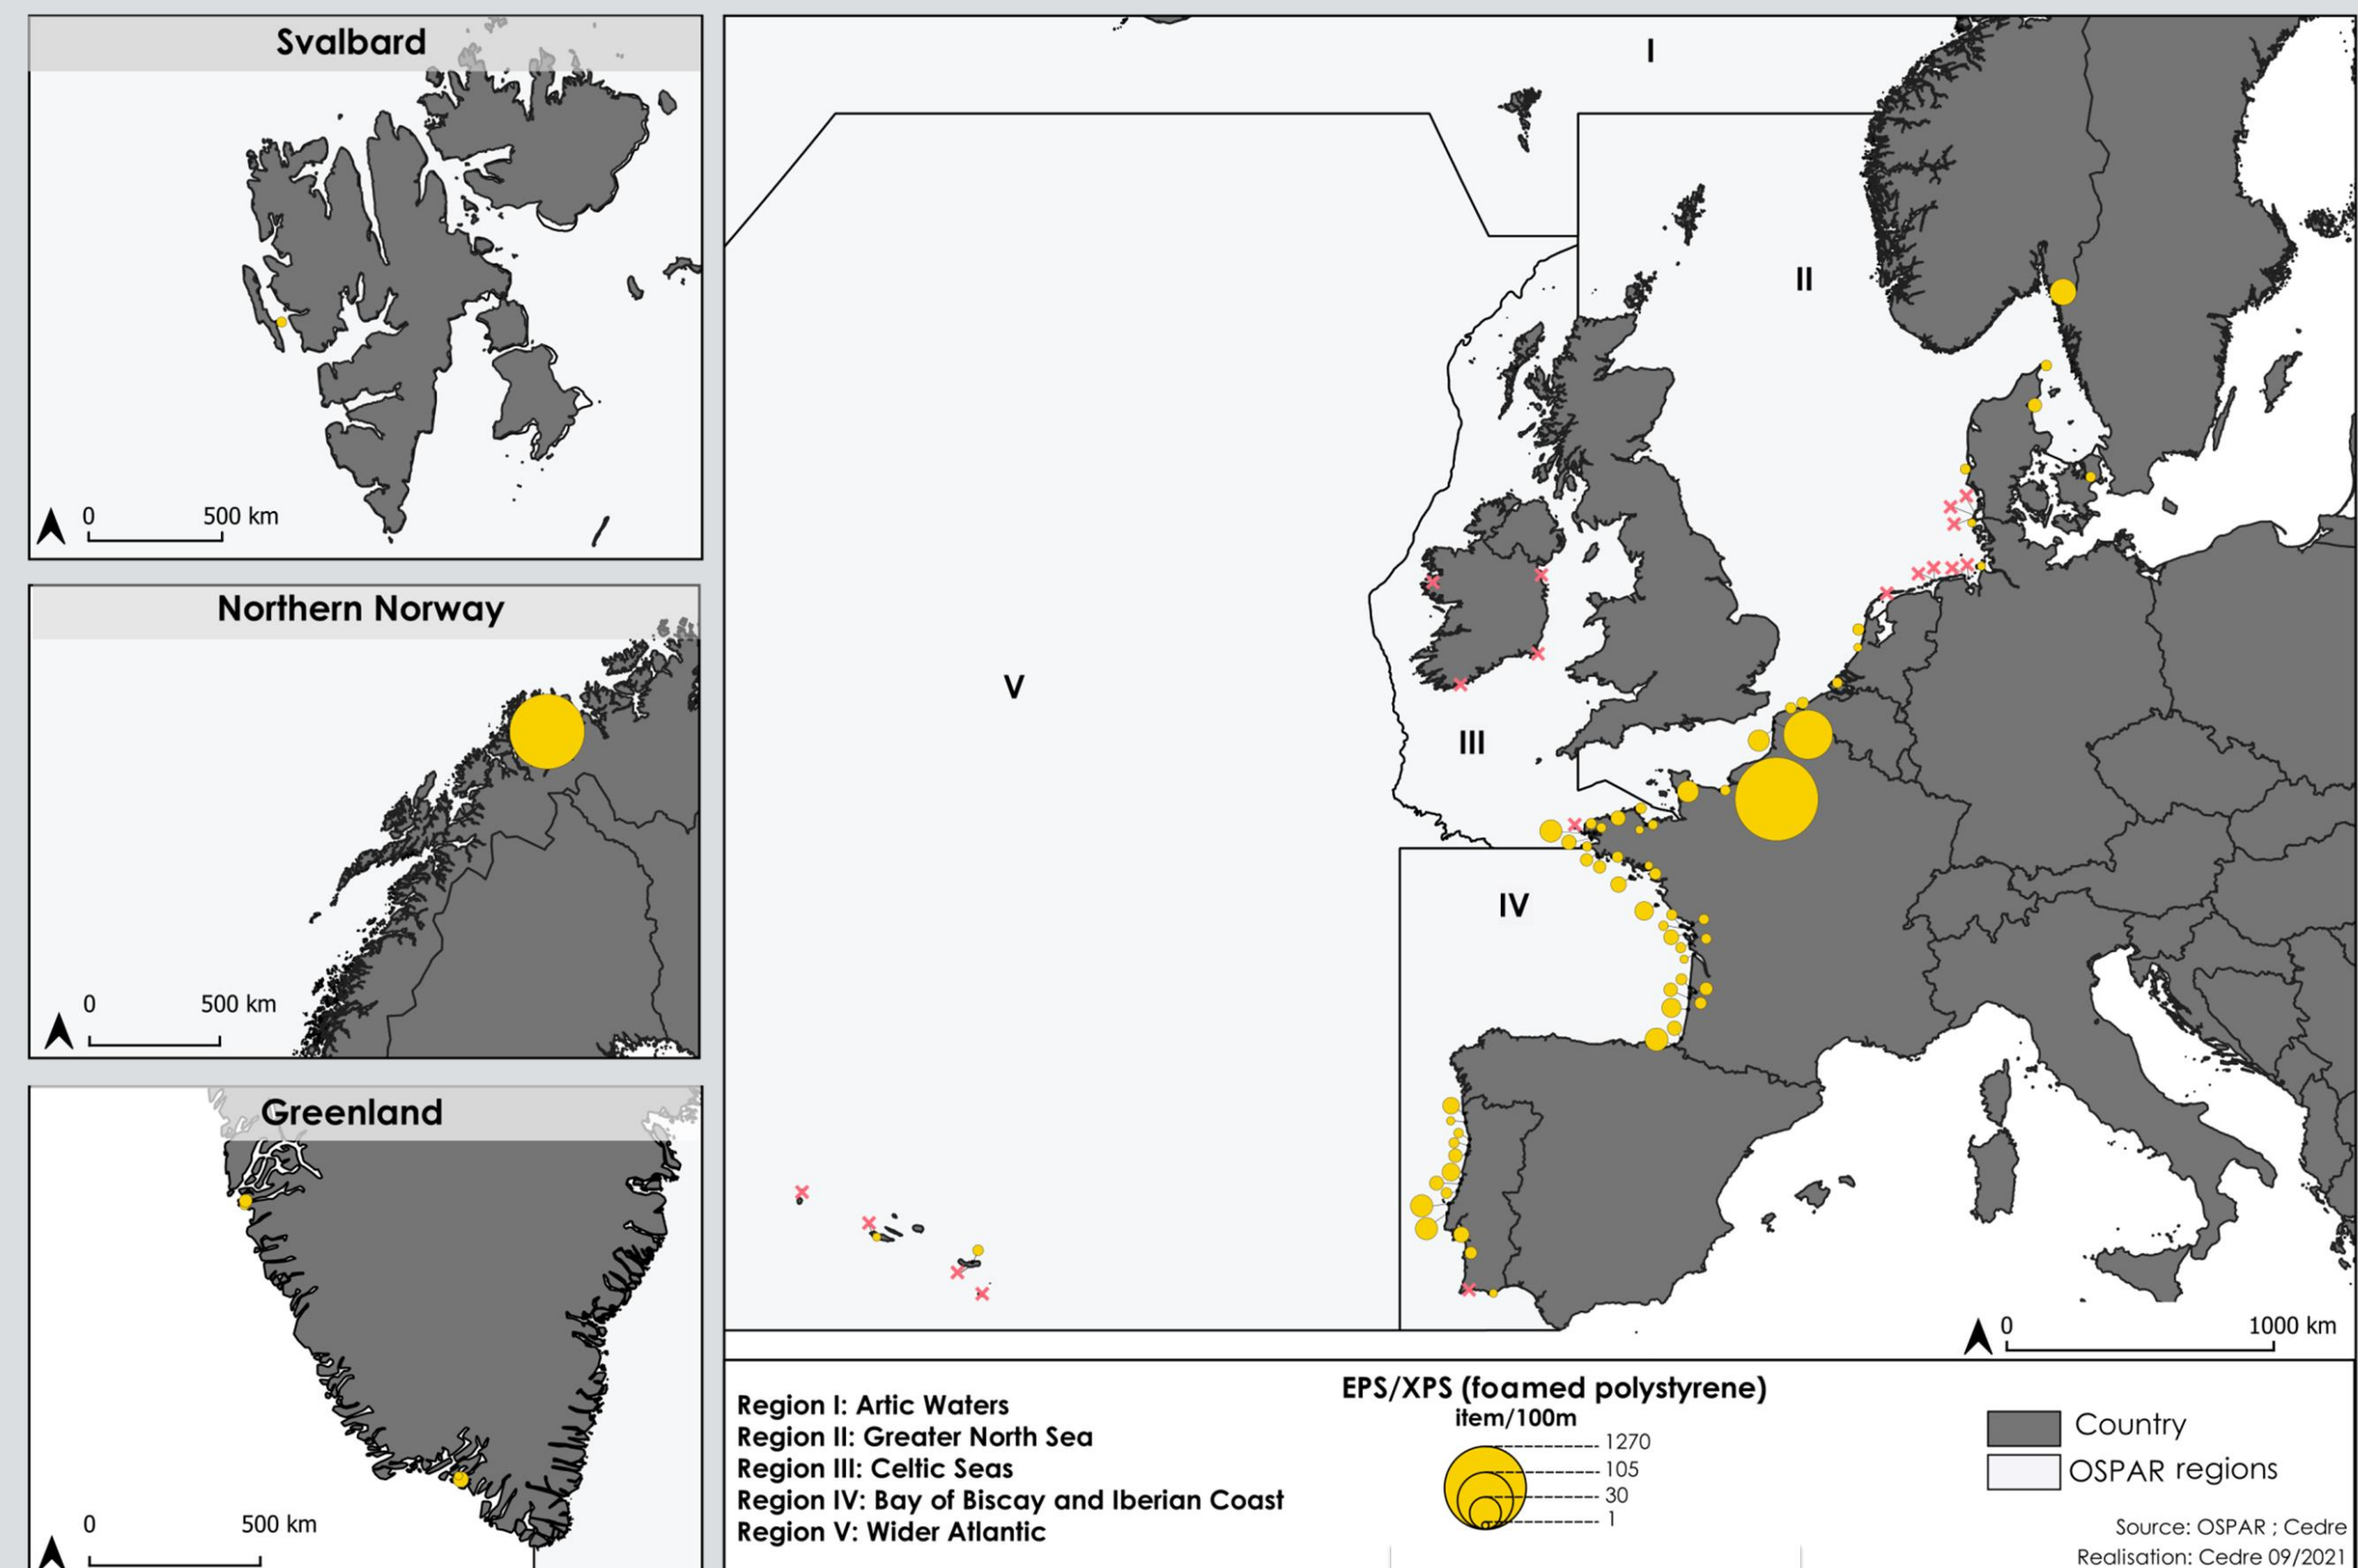 Svalbard
0 500 km
Northern Norway
0 500 km
Greenland
0 500 km
I
II
V
III
IV
0 1000 km
Region I: Artic Waters
Region II: Greater North Sea
Region III: Celtic Seas
Region IV: Bay of Biscay and Iberian Coast
Region V: Wider Atlantic
EPS/XPS (foamed polystyrene)
item/100m
1270
105
30
1
Country
OSPAR regions
Source: OSPAR ; Cedre
Realisation: Cedre 09/2021